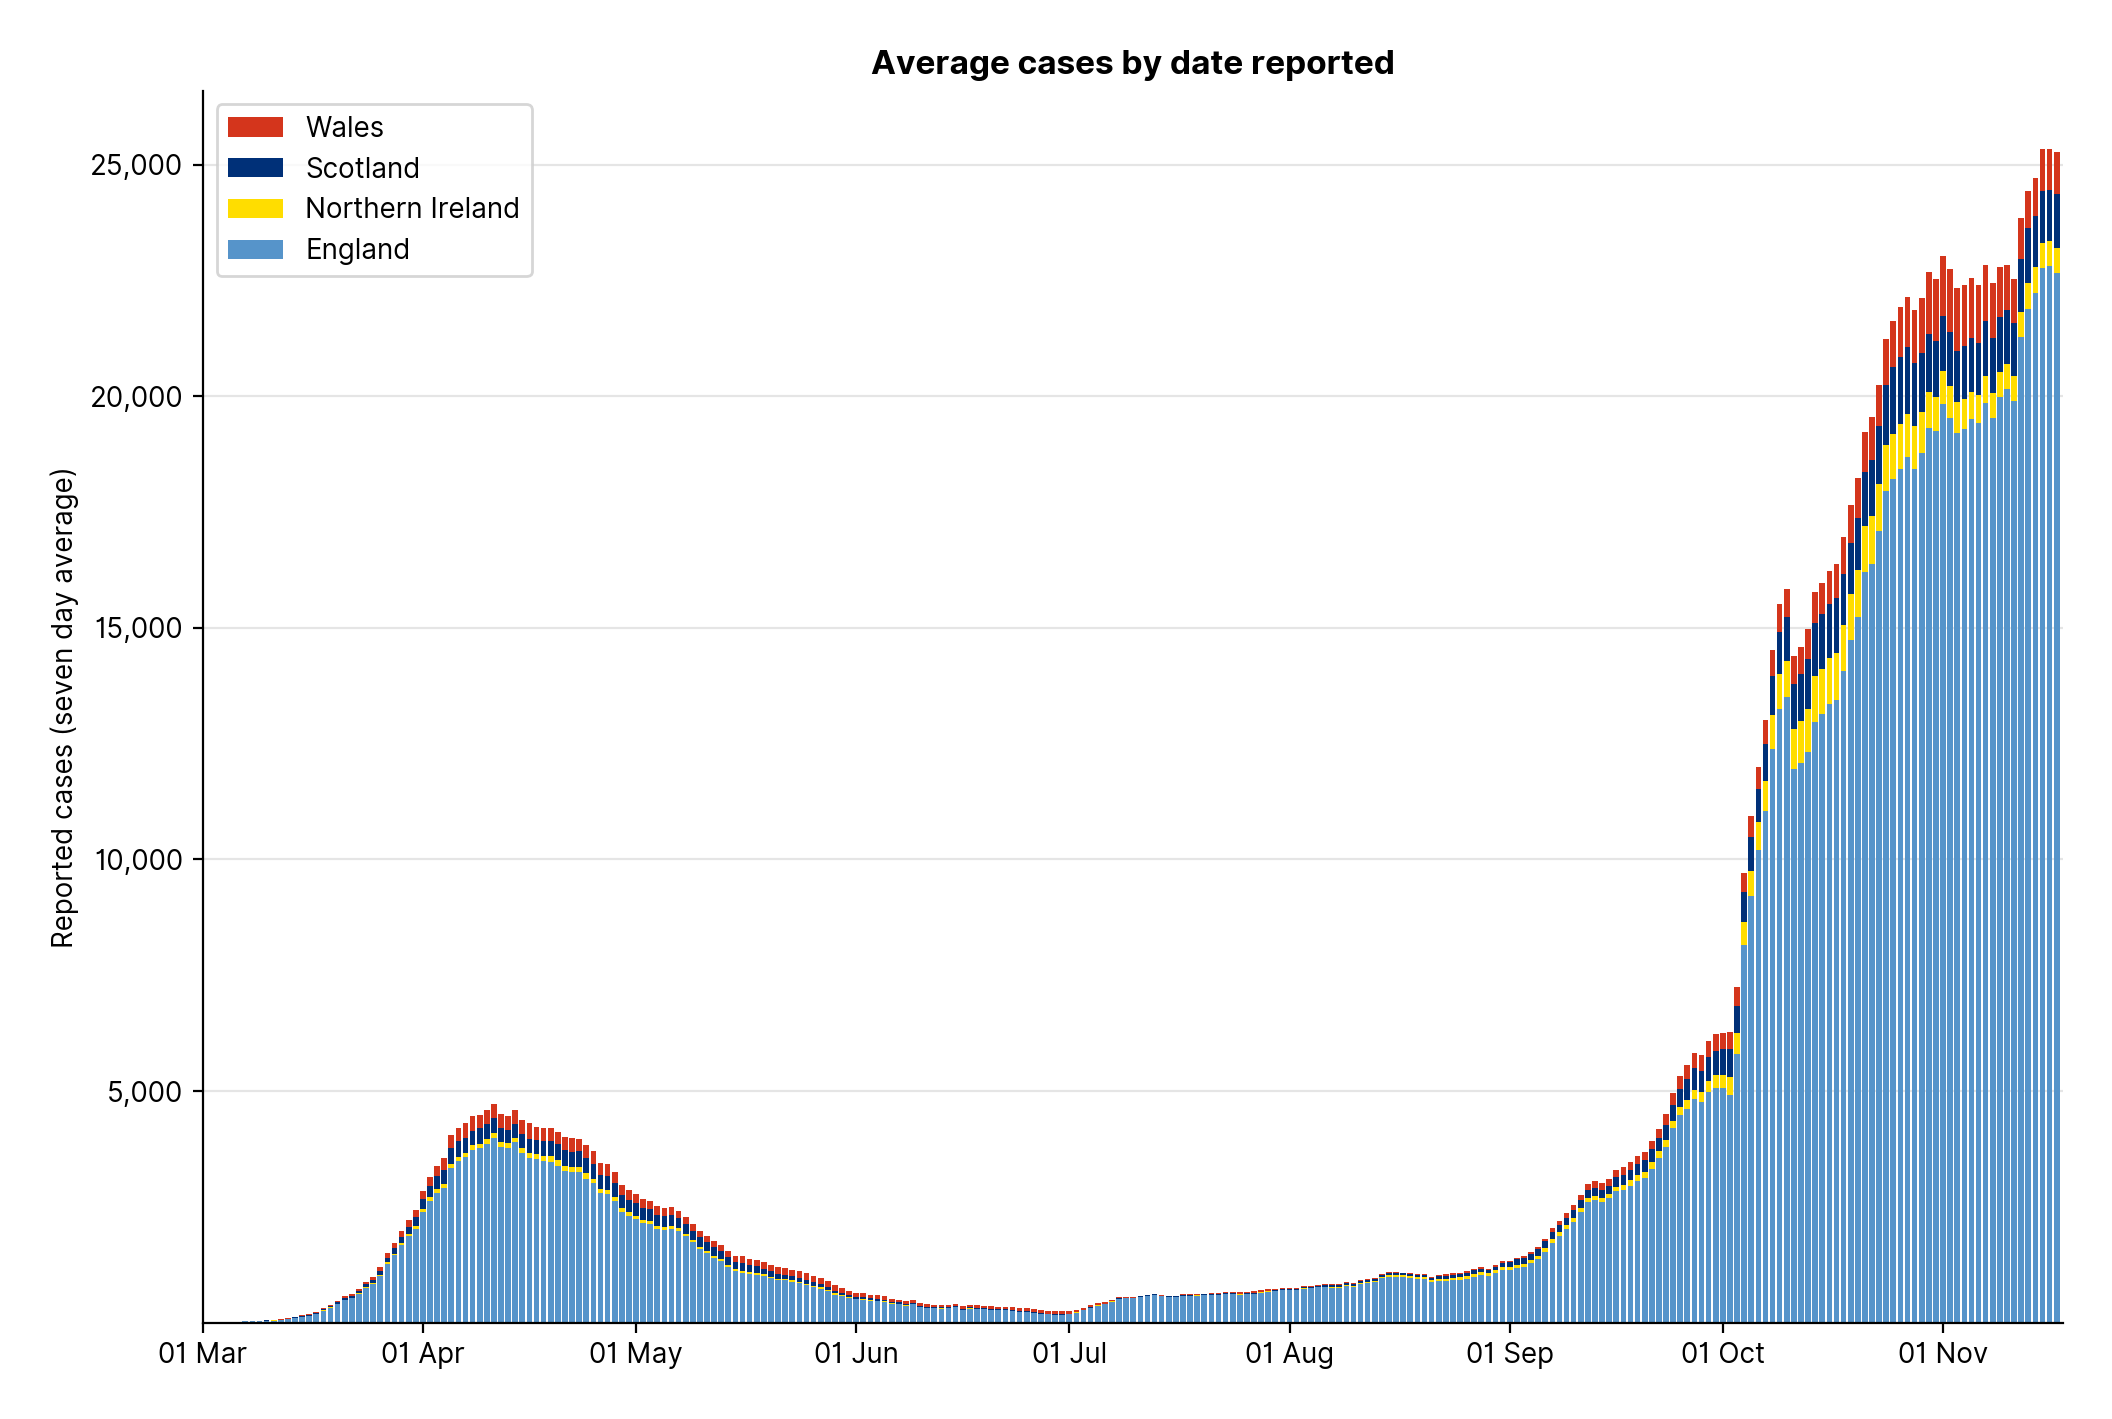 Average cases by date reported
Wales
Scotland
Northern Ireland
England
Reported cases (seven day average)
25,000
20,000
15,000
10,000
5,000
01 Mar
01 Apr
01 May
01 Jun
01 Jul
01 Aug
01 Sep
01 Oct
01 Nov